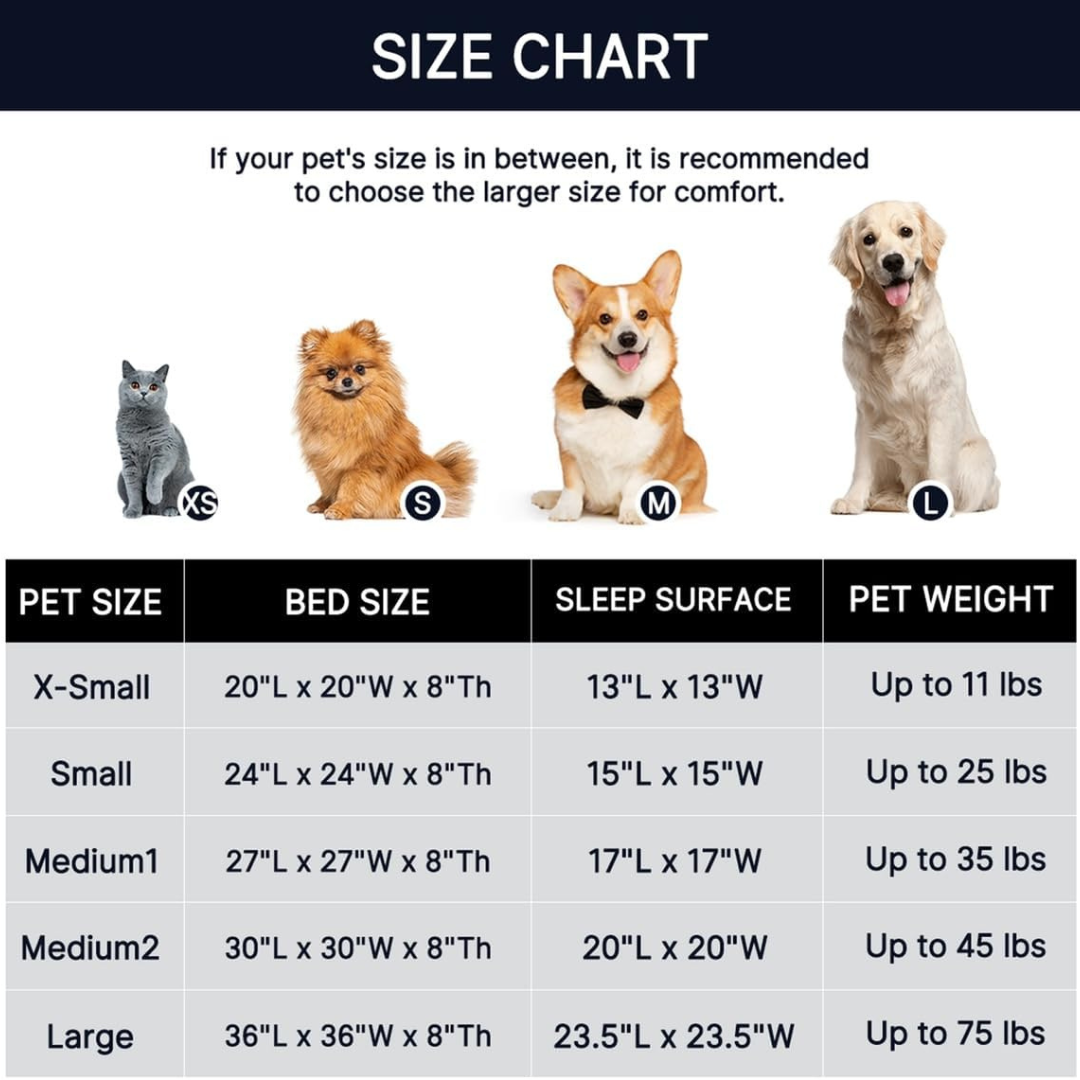 SIZE CHART
If your pet's size is in between, it is recommended
to choose the larger size for comfort.
XS
S
M
L
PET SIZE BED SIZE SLEEP SURFACE PET WEIGHT
X-Small 20"L x 20"W x 8"Th 13"L x 13"W Up to 11 lbs
Small 24"L x 24"W x 8"Th 15"L x 15"W Up to 25 lbs
Medium1 27"L x 27"W x 8"Th 17"L x 17"W Up to 35 lbs
Medium2 30"L x 30"W x 8"Th 20"L x 20"W Up to 45 lbs
Large 36"L x 36"W x 8"Th 23.5"L x 23.5"W Up to 75 lbs